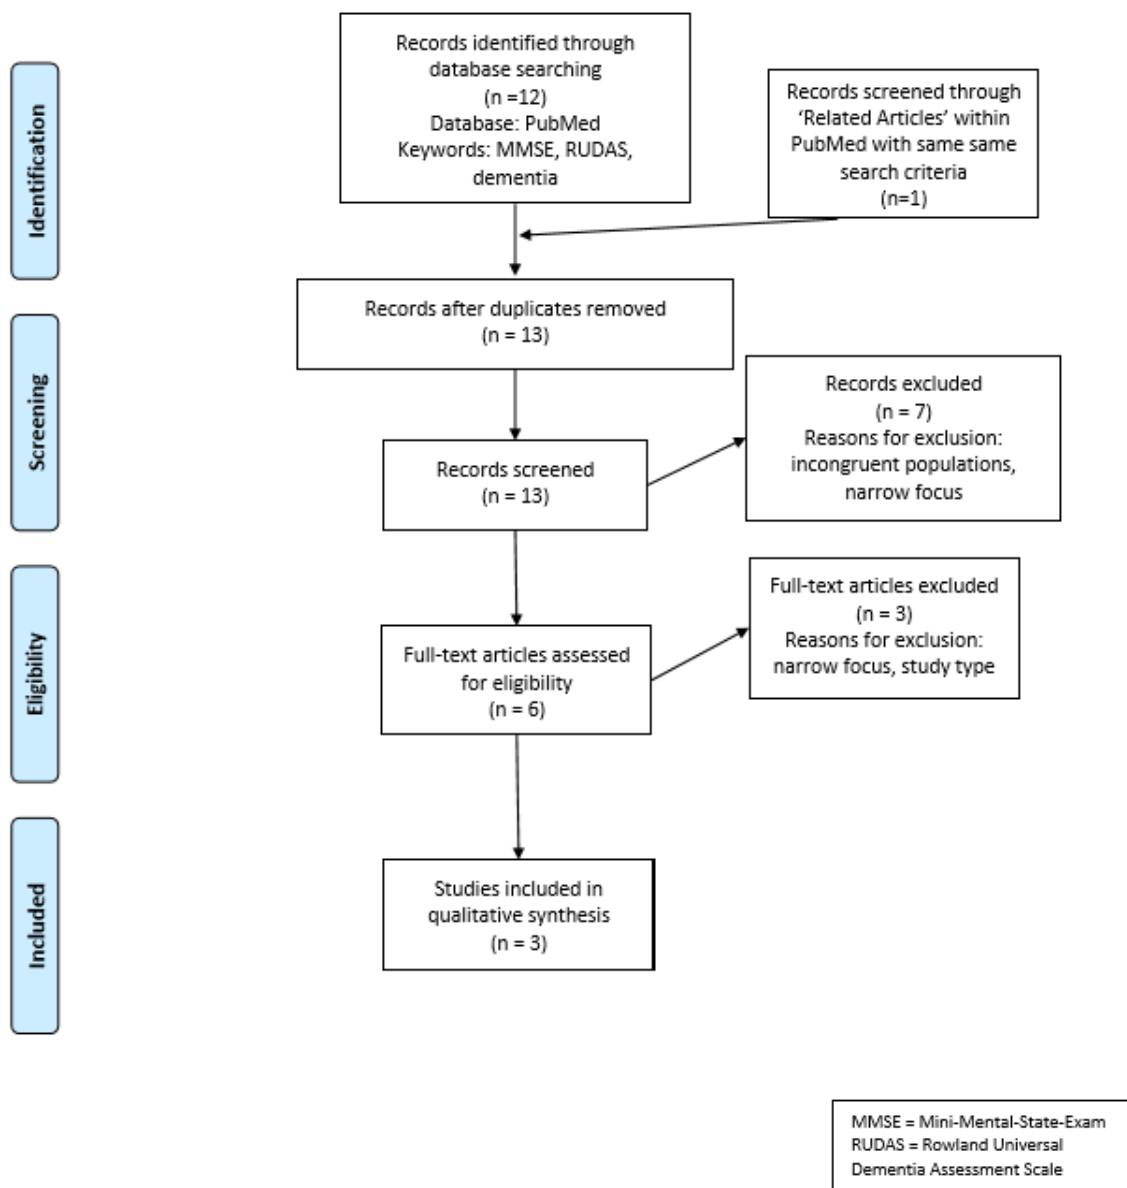 Identification
Records identified through
database searching
(n =12)
Database: PubMed
Keywords: MMSE, RUDAS,
dementia
Records screened through
‘Related Articles’ within
PubMed with same same
search criteria
(n=1)
Records after duplicates removed
(n = 13)
Screening
Records screened
(n = 13)
Records excluded
(n = 7)
Reasons for exclusion:
incongruent populations,
narrow focus
Eligibility
Full-text articles assessed
for eligibility
(n = 6)
Full-text articles excluded
(n = 3)
Reasons for exclusion:
narrow focus, study type
Included
Studies included in
qualitative synthesis
(n = 3)
MMSE = Mini-Mental-State-Exam
RUDAS = Rowland Universal
Dementia Assessment Scale